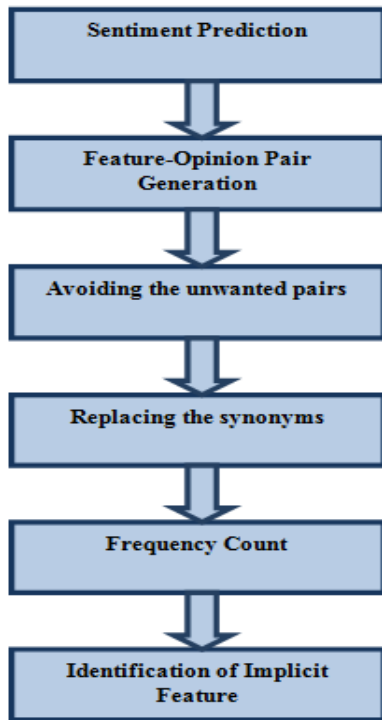 Sentiment Prediction
Feature-Opinion Pair
Generation
Avoiding the unwanted pairs
Replacing the synonyms
Frequency Count
Identification of Implicit
Feature